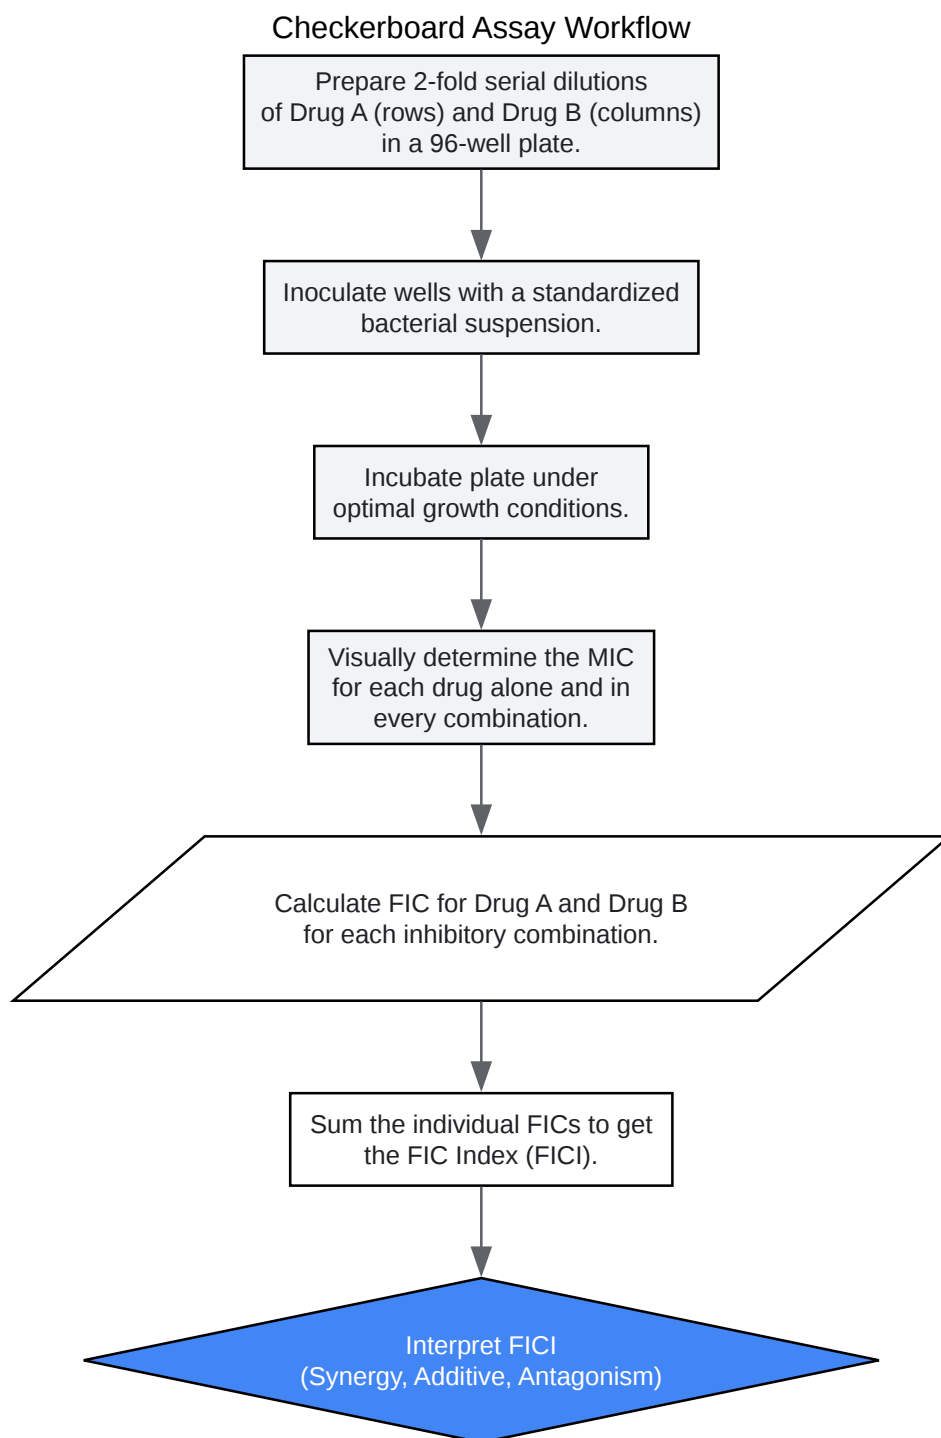 Checkerboard Assay Workflow
Prepare 2-fold serial dilutions
of Drug A (rows) and Drug B (columns)
in a 96-well plate.
Inoculate wells with a standardized
bacterial suspension.
Incubate plate under
optimal growth conditions.
Visually determine the MIC
for each drug alone and in
every combination.
Calculate FIC for Drug A and Drug B
for each inhibitory combination.
Sum the individual FICs to get
the FIC Index (FICI).
Interpret FICI
(Synergy, Additive, Antagonism)